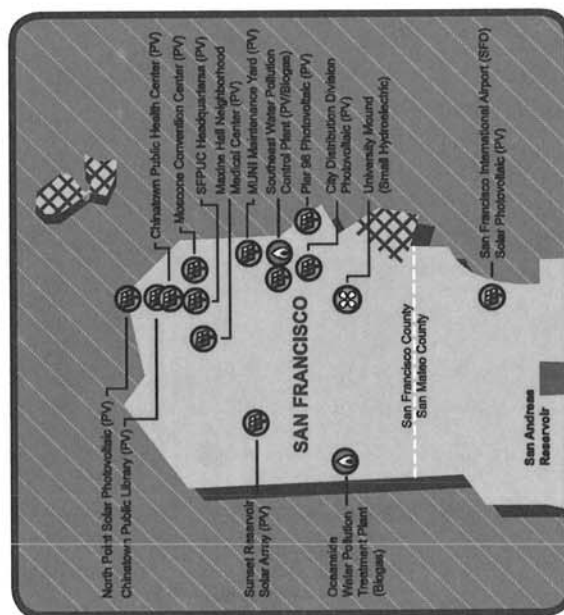 Chinatown Public Health Center (PV)
Moscone Convention Center (PV)
SFPUC Headquarters (PV)
Maxine Hall Neighborhood
Medical Center (PV)
MUNI Maintenance Yard (PV)
Southeast Water Pollution
Control Plant (PV/Biogas)
Pier 96 Photovoltaic (PV)
City Distribution Division
Photovoltaic (PV)
University Mound
(Small Hydroelectric)
San Francisco International Airport (SFO)
Solar Photovoltaic (PV)
SAN FRANCISCO
San Francisco County
San Mateo County
North Point Solar Photovoltaic (PV)
Chinatown Public Library (PV)
Sunset Reservoir
Solar Array (PV)
Oceanside
Water Pollution
Treatment Plant
(Biogas)
San Andreas
Reservoir